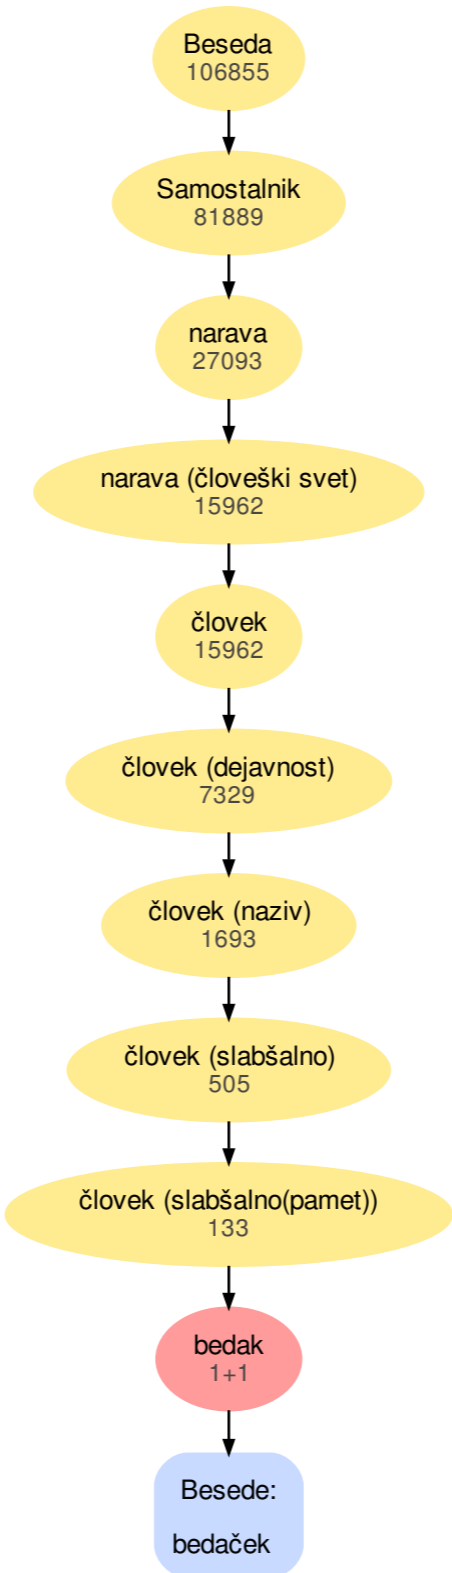 Beseda
106855
Samostalnik
81889
narava
27093
narava (človeški svet)
15962
človek
15962
človek (dejavnost)
7329
človek (naziv)
1693
človek (slabšalno)
505
človek (slabšalno(pamet))
133
bedak
1+1
Besede:
bedaček